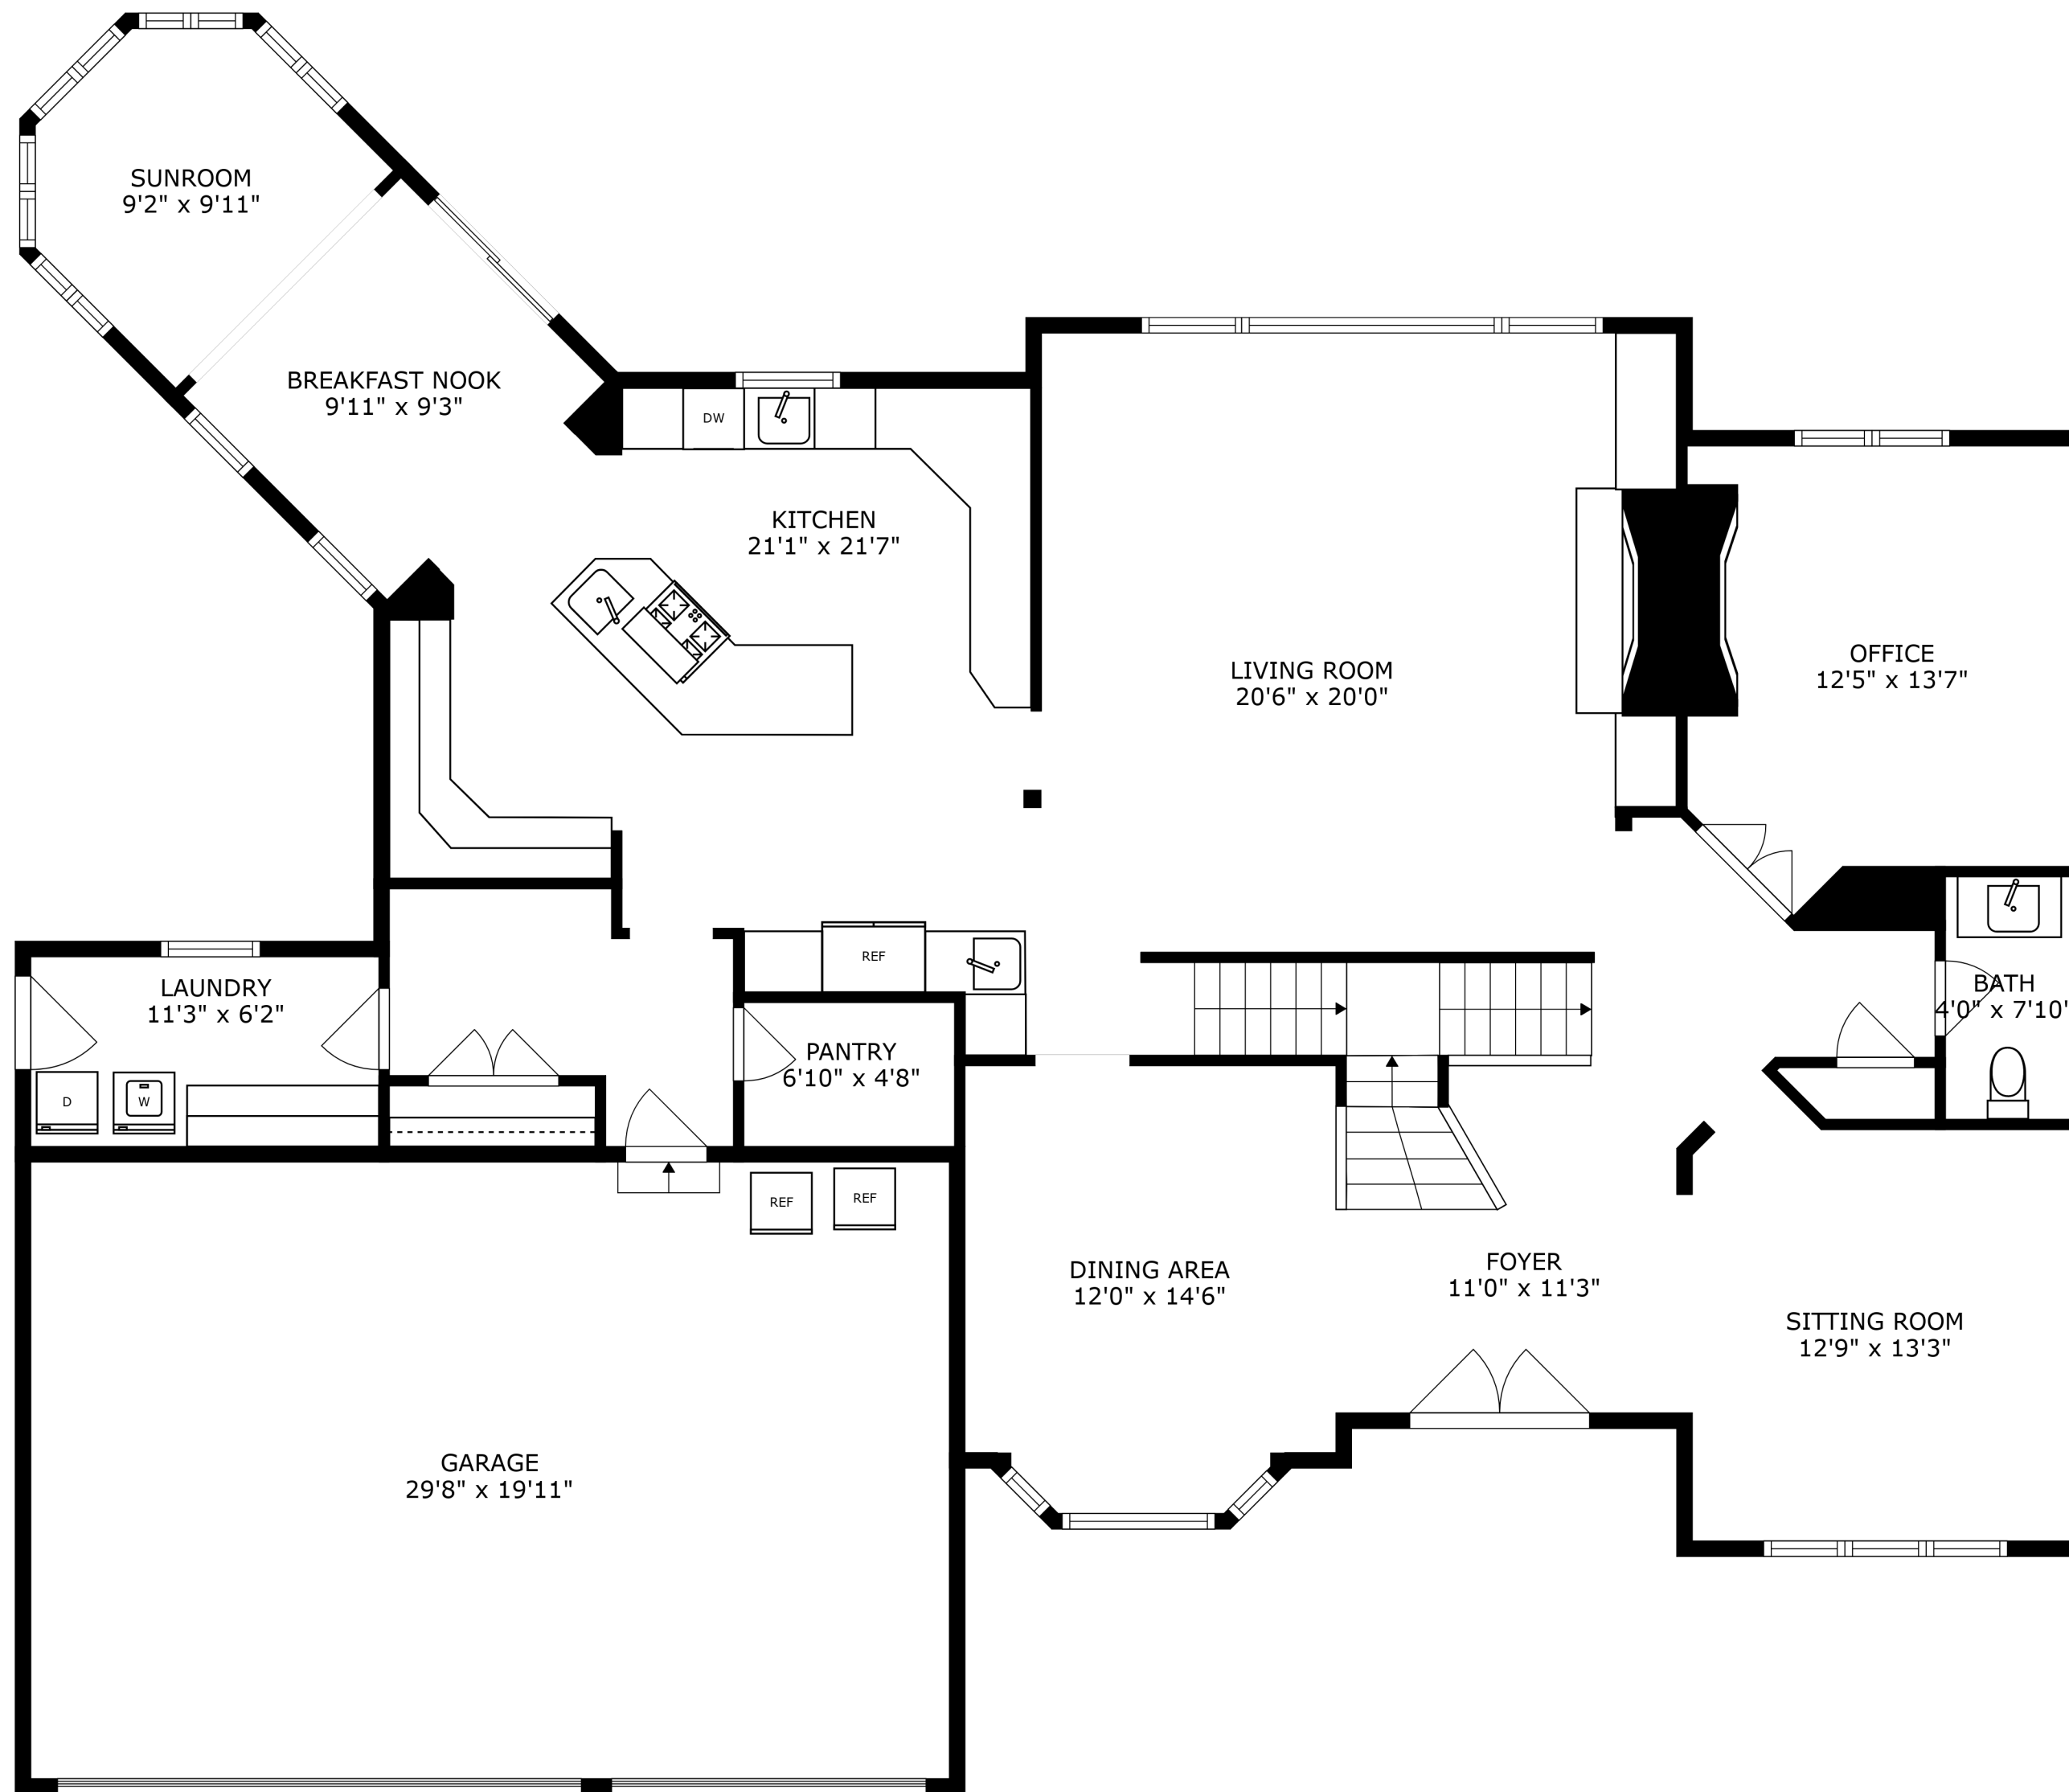 SUNROOM
9'2" x 9'11"
BREAKFAST NOOK
9'11" x 9'3"
DW
KITCHEN
21'1" x 21'7"
LIVING ROOM
20'6" x 20'0"
OFFICE
12'5" x 13'7"
REF
LAUNDRY
11'3" x 6'2"
BATH
4'0" x 7'10"
PANTRY
6'10" x 4'8"
D
W
REF
REF
DINING AREA
12'0" x 14'6"
FOYER
11'0" x 11'3"
SITTING ROOM
12'9" x 13'3"
GARAGE
29'8" x 19'11"